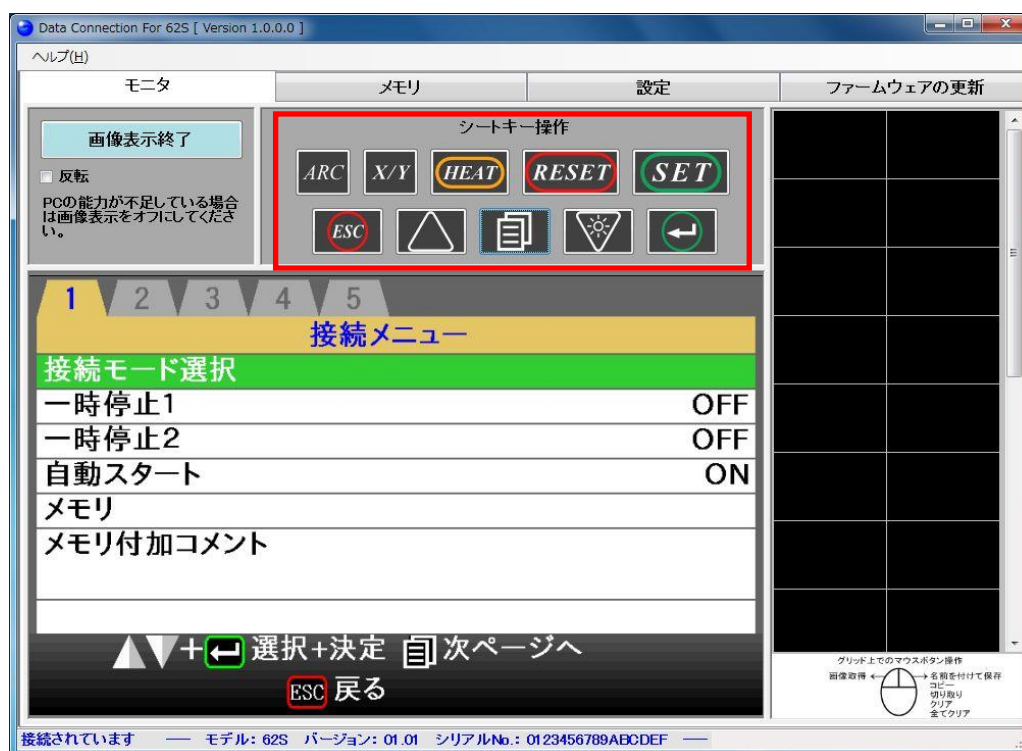 Data Connection For 62S [ Version 1.0.0.0 ]
ヘルプ(H)
モニタ
メモリ
設定
ファームウェアの更新
画像表示終了
反転
PCの能力が不足している場合
は画像表示をオフにしてくださ
い。
シートキー操作
ARC X/Y HEAT RESET SET
ESC
1 2 3 4 5
接続メニュー
接続モード選択
一時停止1 OFF
一時停止2 OFF
自動スタート ON
メモリ
メモリ付加コメント
+ 選択+決定 次ページへ
ESC 戻る
グリッド上でのマウスボタン操作
画像取得 ← → 名前を付けて保存
コピー
切り取り
クリア
全てクリア
接続されています — モデル: 62S バージョン: 01.01 シリアルNo.: 0123456789ABCDEF —